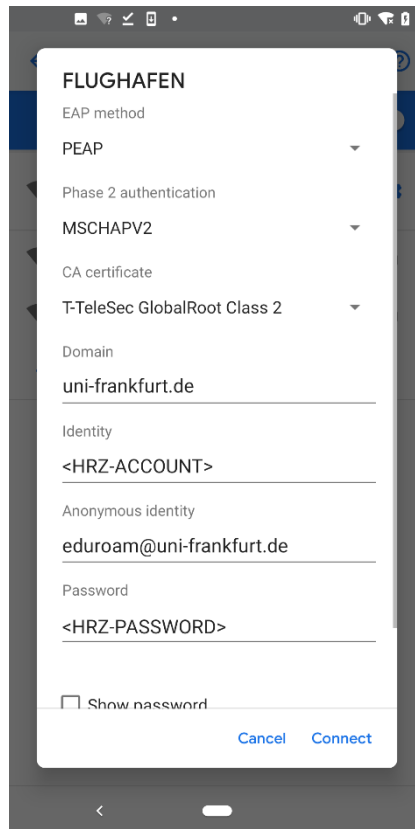 FLUGHAFEN
EAP method
PEAP
Phase 2 authentication
MSCHAPV2
CA certificate
T-TeleSec GlobalRoot Class 2
Domain
uni-frankfurt.de
Identity
<HRZ-ACCOUNT>
Anonymous identity
eduroam@uni-frankfurt.de
Password
<HRZ-PASSWORD>
Show password
Cancel Connect